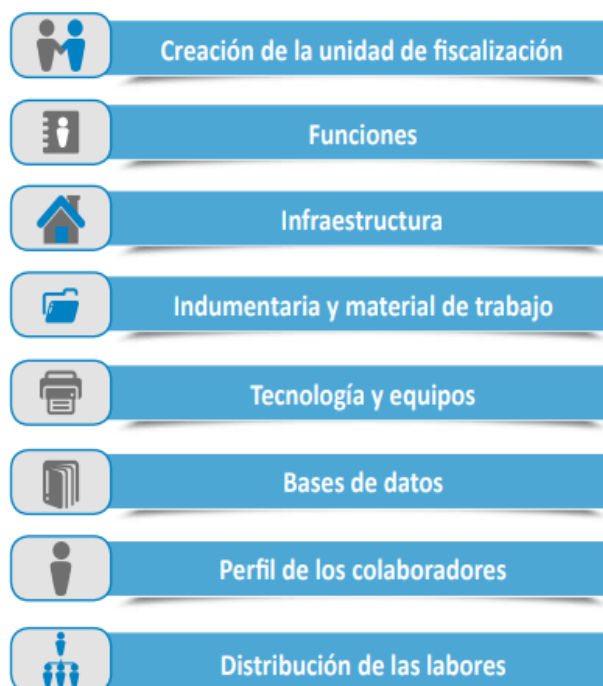 Creación de la unidad de fiscalización
Funciones
Infraestructura
Indumentaria y material de trabajo
Tecnología y equipos
Bases de datos
Perfil de los colaboradores
Distribución de las labores